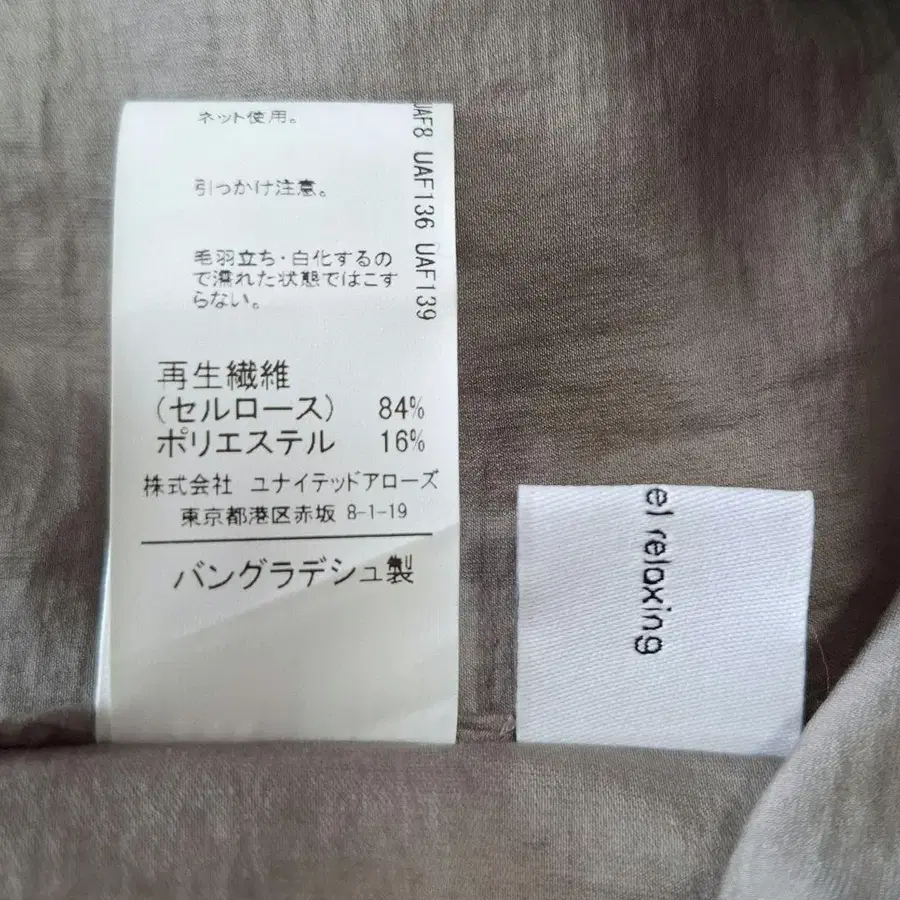 ネット使用。
引っかけ注意。
毛羽立ち・白化するの
で濡れた状態ではこす
らない。
再生繊維
(セルロース) 84%
ポリエステル 16%
株式会社 ユナイテッドアローズ
東京都港区赤坂 8-1-19
バングラデシュ製
UAF8 UAF136 UAF139
el relaxing